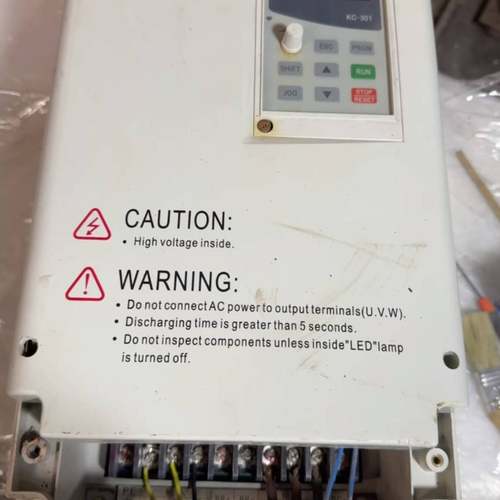 KC-301
ESC PRGM
SHIFT ▲ RUN
JOG ▼ STOP
RESET
CAUTION:
• High voltage inside.
WARNING:
• Do not connect AC power to output terminals(U.V.W).
• Discharging time is greater than 5 seconds.
• Do not inspect components unless inside"LED"lamp
is turned off.